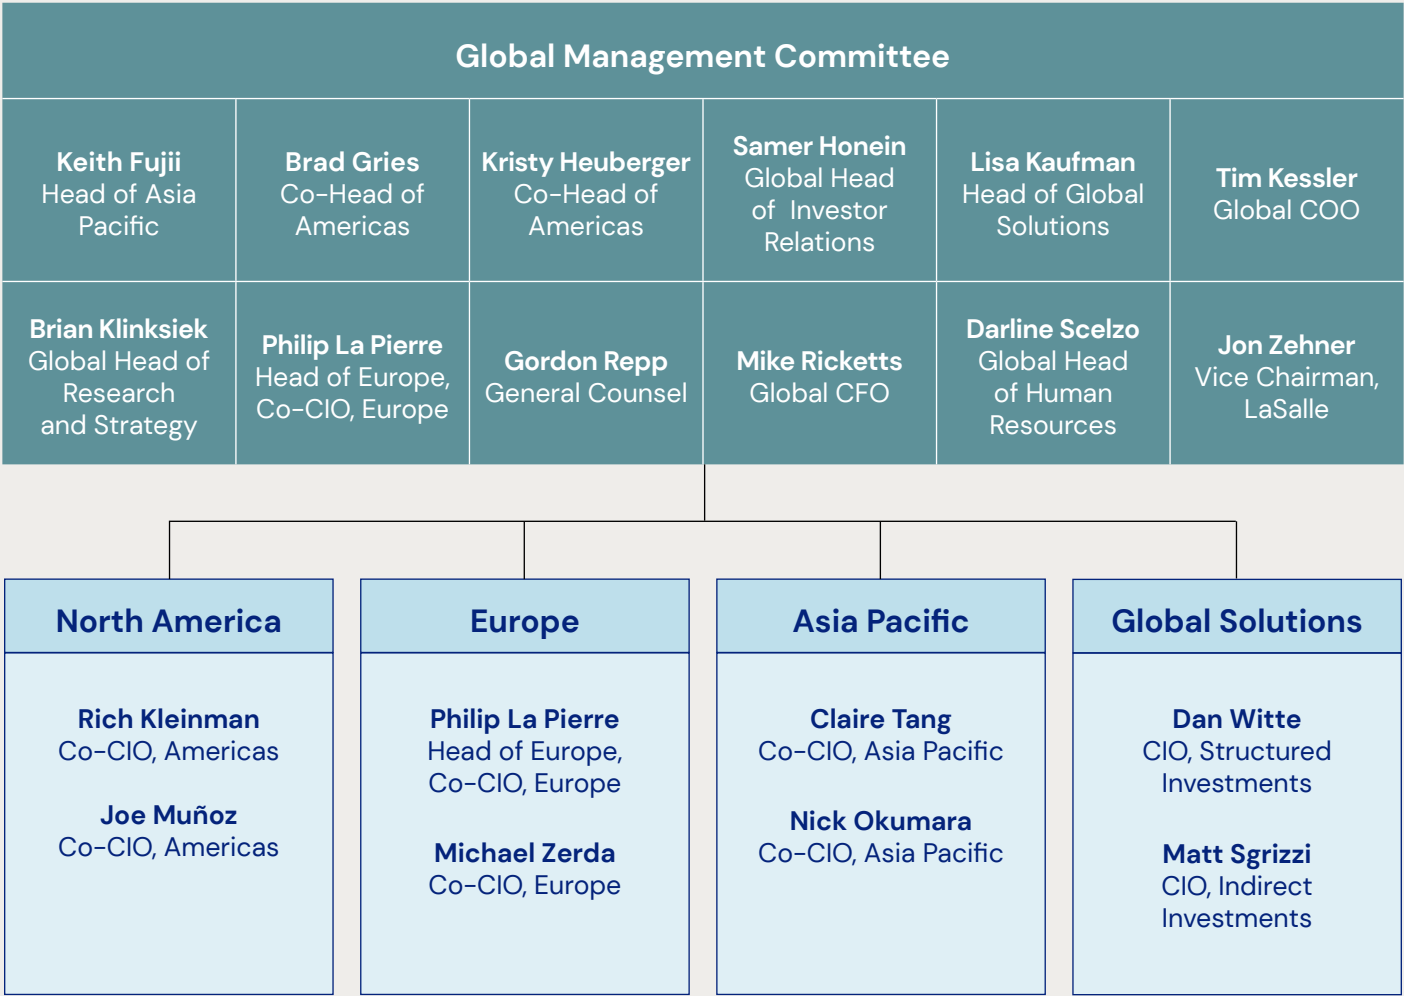 Global Management Committee
Keith Fujii
Head of Asia
Pacific
Brad Gries
Co-Head of
Americas
Kristy Heuberger
Co-Head of
Americas
Samer Honein
Global Head
of Investor
Relations
Lisa Kaufman
Head of Global
Solutions
Tim Kessler
Global COO
Brian Klinksiek
Global Head of
Research
and Strategy
Philip La Pierre
Head of Europe,
Co-CIO, Europe
Gordon Repp
General Counsel
Mike Ricketts
Global CFO
Darline Scelzo
Global Head
of Human
Resources
Jon Zehner
Vice Chairman,
LaSalle
North America
Rich Kleinman
Co-CIO, Americas
Joe Muñoz
Co-CIO, Americas
Europe
Philip La Pierre
Head of Europe,
Co-CIO, Europe
Michael Zerda
Co-CIO, Europe
Asia Pacific
Claire Tang
Co-CIO, Asia Pacific
Nick Okumara
Co-CIO, Asia Pacific
Global Solutions
Dan Witte
CIO, Structured
Investments
Matt Sgrizzi
CIO, Indirect
Investments